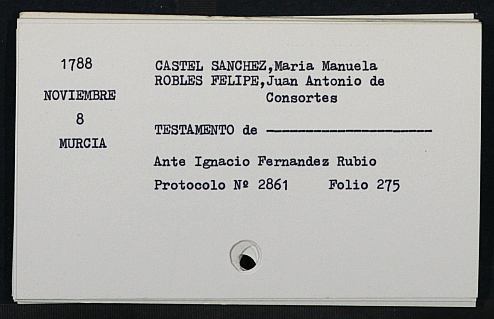 1788
NOVIEMBRE
8
MURCIA
CASTEL SANCHEZ,Maria Manuela
ROBLES FELIPE,Juan Antonio de
Consortes
TESTAMENTO de ---------------------
Ante Ignacio Fernandez Rubio
Protocolo Nº 2861 Folio 275